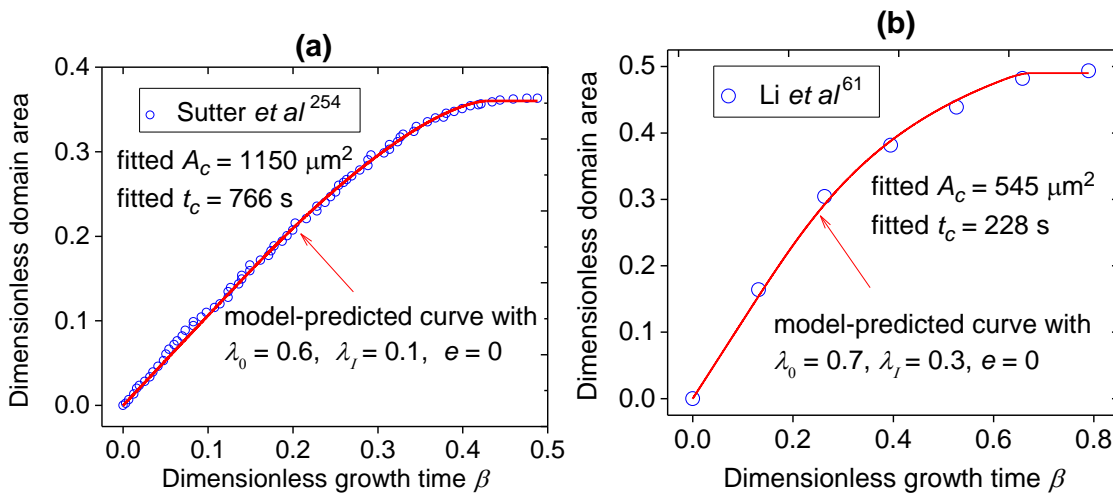 (a)
Dimensionless domain area
0.4
0.3
0.2
0.1
0.0
Sutter et al 254
fitted A_c = 1150 μm²
fitted t_c = 766 s
model-predicted curve with
λ₀ = 0.6, λ_I = 0.1, e = 0
0.0 0.1 0.2 0.3 0.4 0.5
Dimensionless growth time β
(b)
Dimensionless domain area
0.5
0.4
0.3
0.2
0.1
0.0
Li et al 61
fitted A_c = 545 μm²
fitted t_c = 228 s
model-predicted curve with
λ₀ = 0.7, λ_I = 0.3, e = 0
0.0 0.2 0.4 0.6 0.8
Dimensionless growth time β